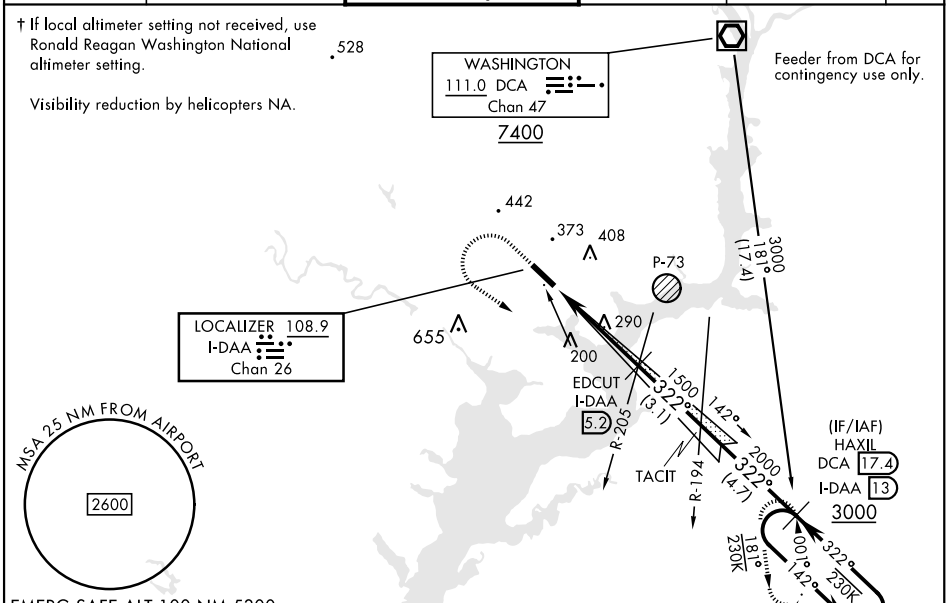 † If local altimeter setting not received, use
Ronald Reagan Washington National
altimeter setting.
Visibility reduction by helicopters NA.
528
WASHINGTON
111.0 DCA
Chan 47
7400
Feeder from DCA for
contingency use only.
442
373
408
P-73
3000
181°
(17.4)
LOCALIZER 108.9
I-DAA
Chan 26
655
290
200
EDCUT
I-DAA
5.2
R-205
1500
322°
(3.1)
142°
TACIT
R-194
2000
322°
(4.7)
(IF/IAF)
HAXIL
DCA 17.4
I-DAA 13
3000
MSA 25 NM FROM AIRPORT
2600
181°
230K
001°
142°
322°
230K
EMERG SAFE ALT 100 NM 5200